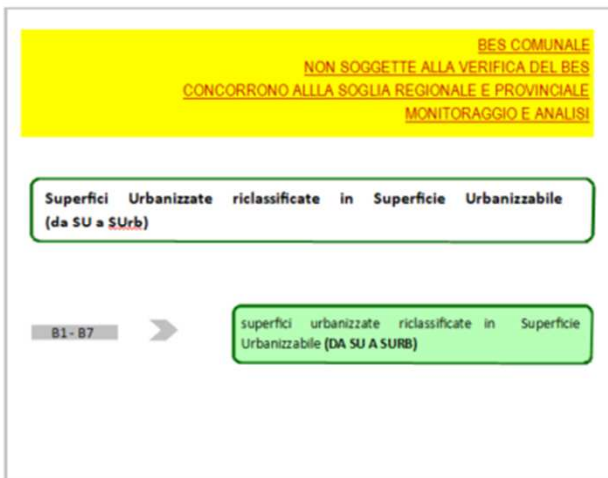 BES COMUNALE
NON SOGGETTE ALLA VERIFICA DEL BES
CONCORRONO ALLLA SOGLIA REGIONALE E PROVINCIALE
MONITORAGGIO E ANALISI
Superfici Urbanizzate riclassificate in Superficie Urbanizzabile
(da SU a SUrb)
B1- B7
superfici urbanizzate riclassificate in Superficie
Urbanizzabile (DA SU A SURB)